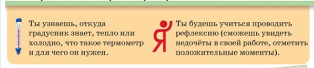 Ты узнаешь, откуда
градусник знает, тепло или
холодно, что такое термометр
и для чего он нужен.
Ты будешь учиться проводить
рефлексию (сможешь увидеть
недочёты в своей работе, отметить
положительные моменты).